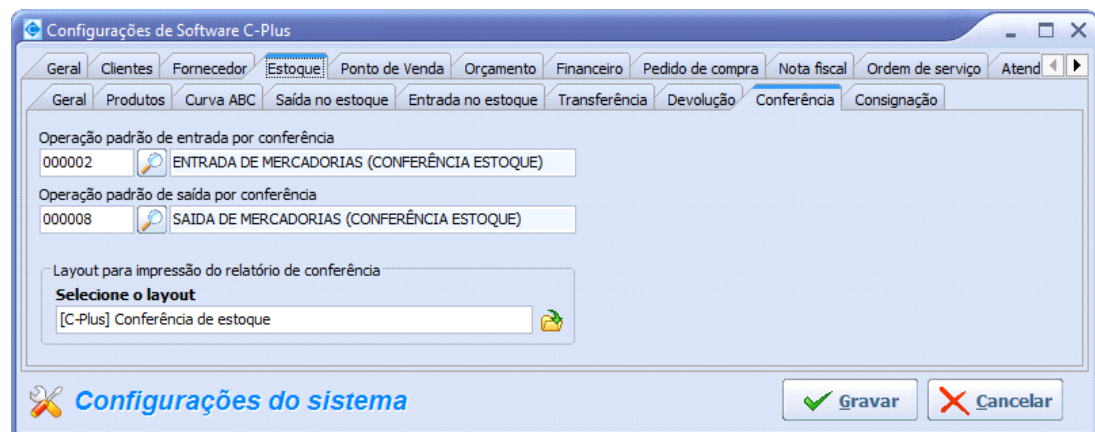 Configurações de Software C-Plus
Geral Clientes Fornecedor Estoque Ponto de Venda Orçamento Financeiro Pedido de compra Nota fiscal Ordem de serviço Atend
Geral Produtos Curva ABC Saída no estoque Entrada no estoque Transferência Devolução Conferência Consignação
Operação padrão de entrada por conferência
000002 ENTRADA DE MERCADORIAS (CONFERÊNCIA ESTOQUE)
Operação padrão de saída por conferência
000008 SAIDA DE MERCADORIAS (CONFERÊNCIA ESTOQUE)
Layout para impressão do relatório de conferência
Selecione o layout
[C-Plus] Conferência de estoque
Configurações do sistema Gravar Cancelar